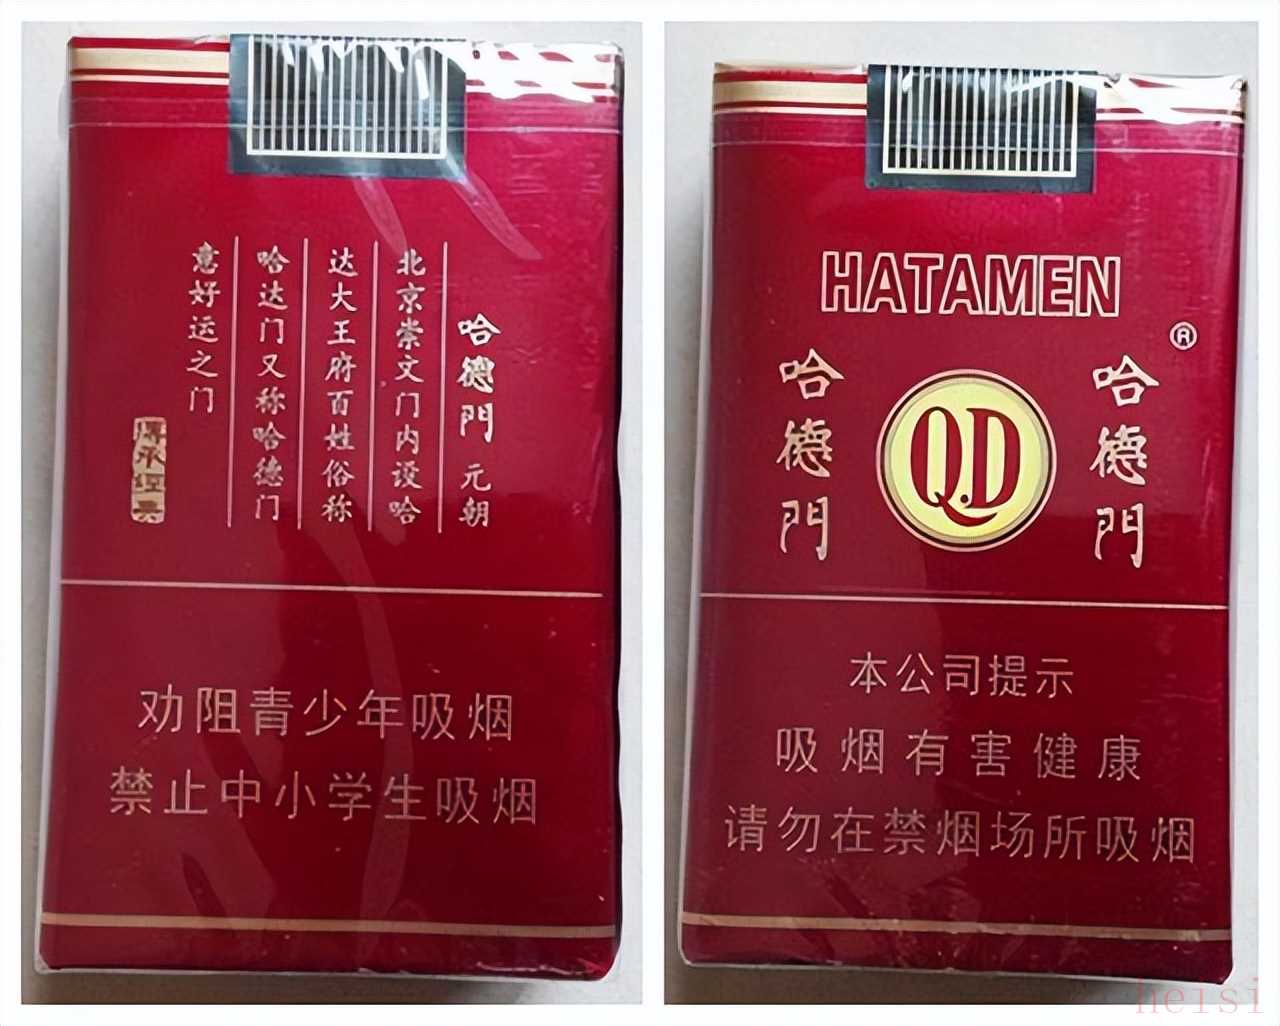 哈德門 元朝
北京崇文门内设哈
达大王府百姓俗称
哈达门又称哈德门
意好运之门
劝阻青少年吸烟
禁止中小学生吸烟
HATAMEN
®
哈德門
QD
哈德門
本公司提示
吸烟有害健康
请勿在禁烟场所吸烟
heisi